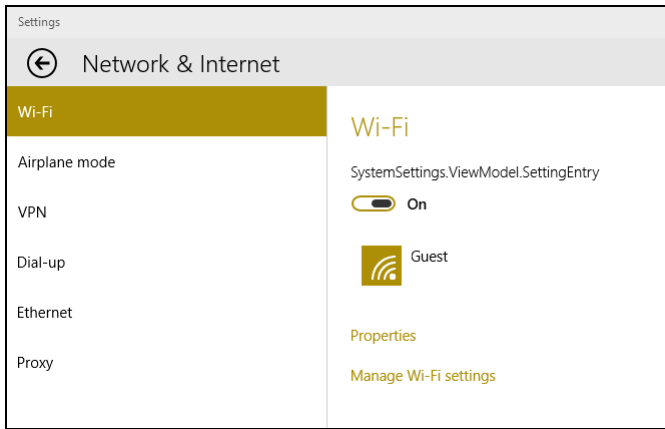 Settings
Network & Internet
Wi-Fi
Airplane mode
VPN
Dial-up
Ethernet
Proxy
Wi-Fi
SystemSettings.ViewModel.SettingEntry
On
Guest
Properties
Manage Wi-Fi settings